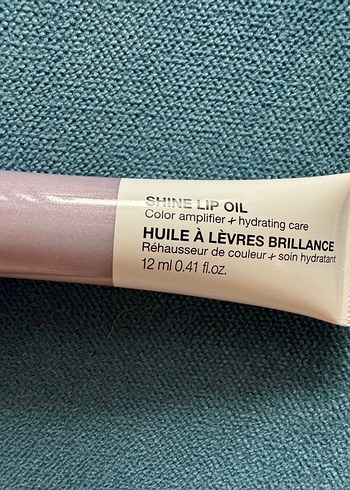 SHINE LIP OIL
Color amplifier + hydrating care
HUILE À LÈVRES BRILLANCE
Réhausseur de couleur + soin hydratant
12 ml 0.41 fl.oz.